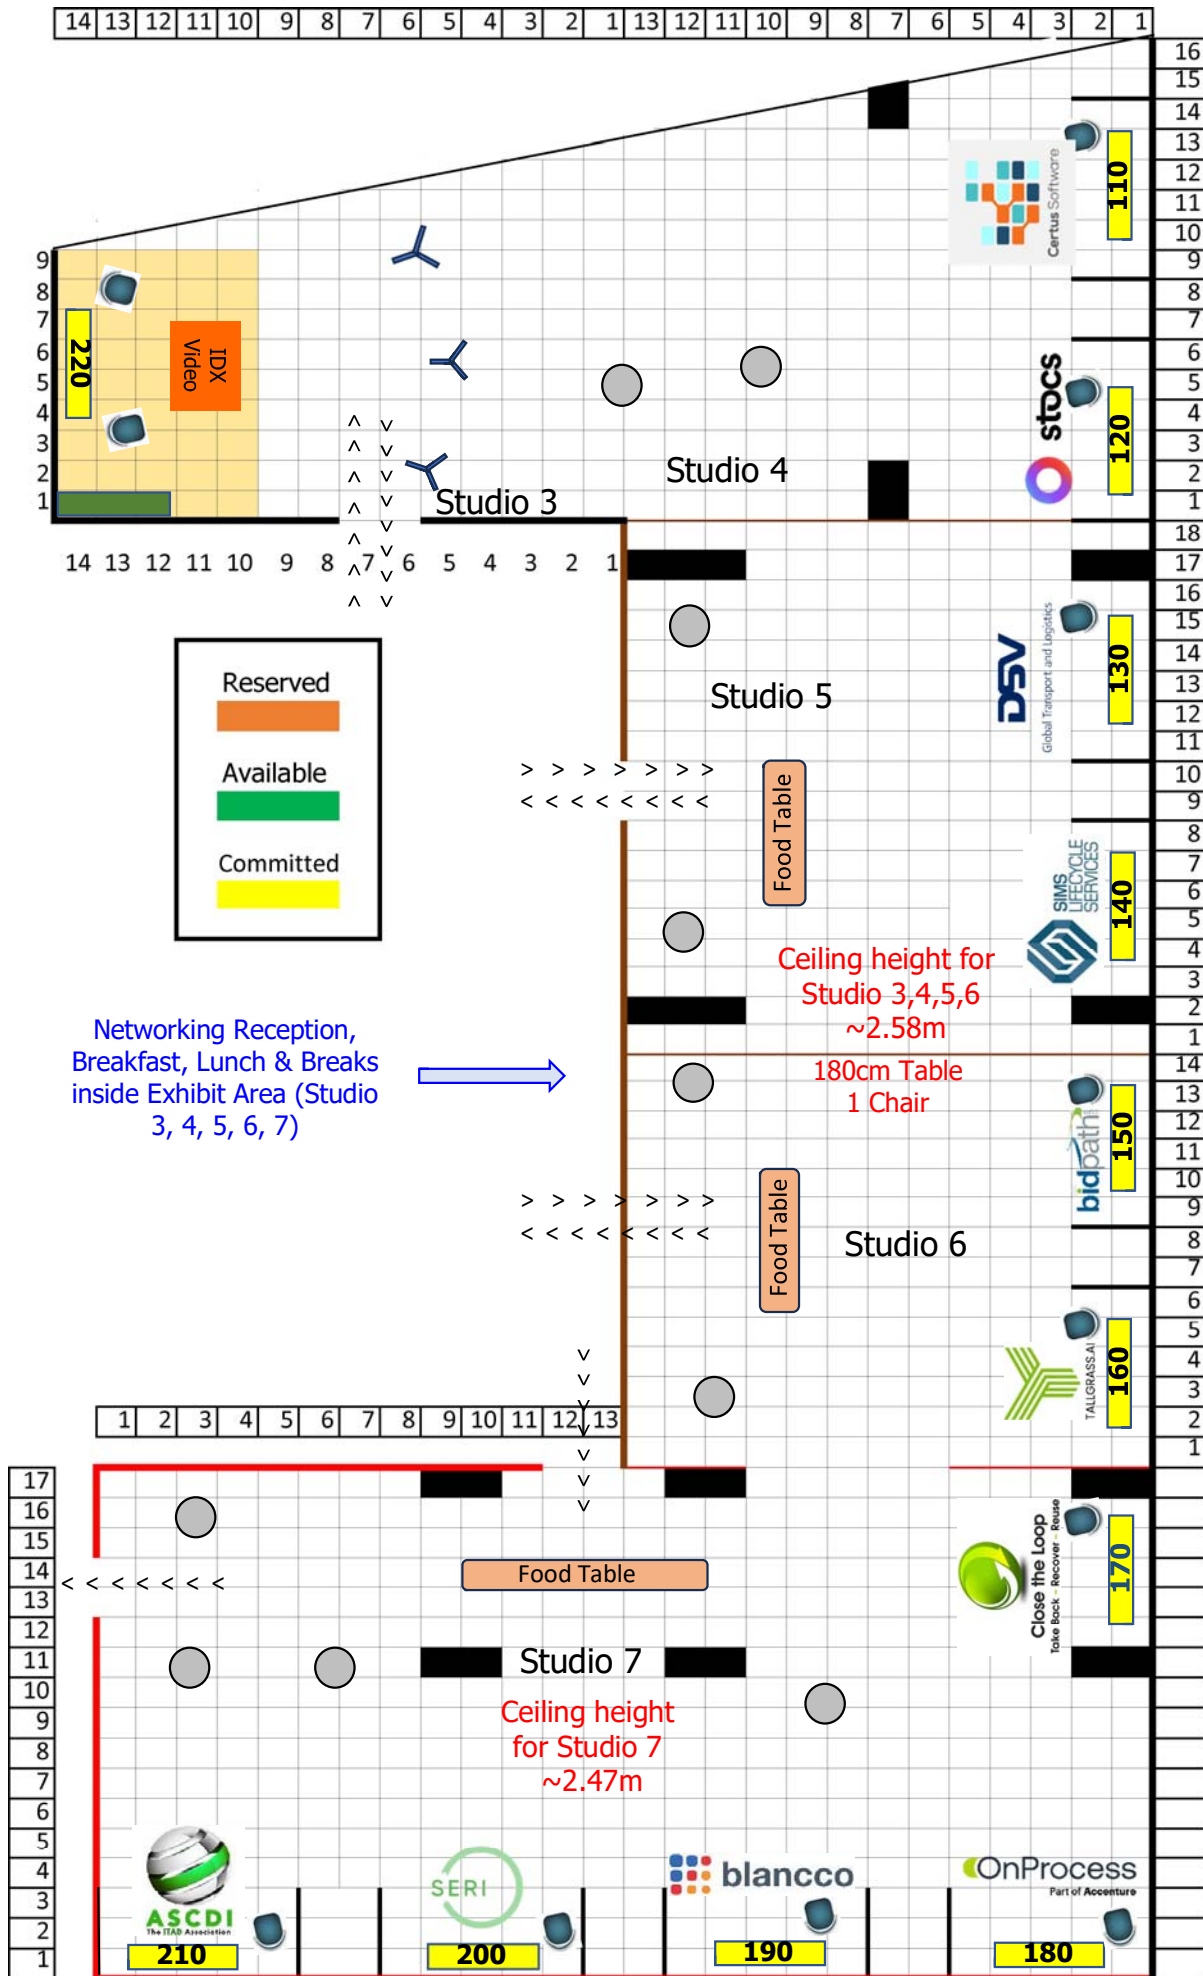 14 13 12 11 10 9 8 7 6 5 4 3 2 1 13 12 11 10 9 8 7 6 5 4 3 2 1
16
15
14
13
12
11
10
9
8
7
6
5
4
3
2
1
110
Certus Software
9
8
7
6
5
4
3
2
1
220
IDX
Video
stocs
120
Studio 4
Studio 3
14 13 12 11 10 9 8 7 6 5 4 3 2 1
18
17
16
15
14
13
12
11
10
9
8
7
6
5
4
3
2
1
DSV
Global Transport and Logistics
130
Studio 5
Reserved
Available
Committed
Food Table
SIMS
LIFECYCLE
SERVICES
140
Ceiling height for
Studio 3,4,5,6
~2.58m
Networking Reception,
Breakfast, Lunch & Breaks
inside Exhibit Area (Studio
3, 4, 5, 6, 7)
180cm Table
1 Chair
14
13
12
11
10
9
8
7
6
5
4
3
2
1
bidpath
150
Food Table
Studio 6
TALLGRASS.AI
160
1 2 3 4 5 6 7 8 9 10 11 12 13
17
16
15
14
13
12
11
10
9
8
7
6
5
4
3
2
1
Close the Loop
Take Back - Recover - Reuse
170
Food Table
Studio 7
Ceiling height
for Studio 7
~2.47m
ASCDI
The ITAD Association
210
SERI
200
blancco
190
OnProcess
Part of Accenture
180